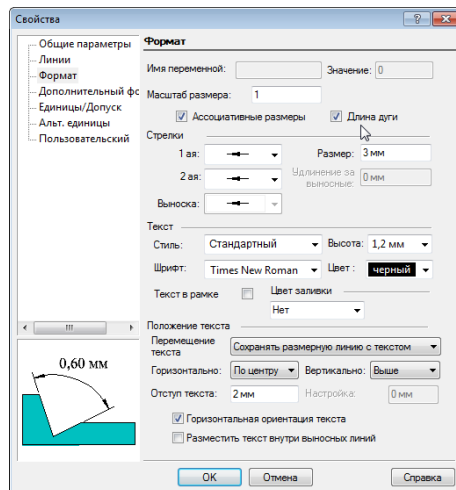 Свойства
Общие параметры
Линии
Формат
Дополнительный фо
Единицы/Допуск
Альт. единицы
Пользовательский
0,60 мм
Формат
Имя переменной: Значение: 0
Масштаб размера: 1
Ассоциативные размеры Длина дуги
Стрелки
1 ая: Размер: 3 мм
2 ая: Удлинение за выносные: 0 мм
Выноска:
Текст
Стиль: Стандартный Высота: 1,2 мм
Шрифт: Times New Roman Цвет : черный
Текст в рамке Цвет заливки
Нет
Положение текста
Перемещение текста Сохранять размерную линию с текстом
Горизонтально: По центру Вертикально: Выше
Отступ текста: 2 мм Настройка: 0 мм
Горизонтальная ориентация текста
Разместить текст внутри выносных линий
OK Отмена Справка